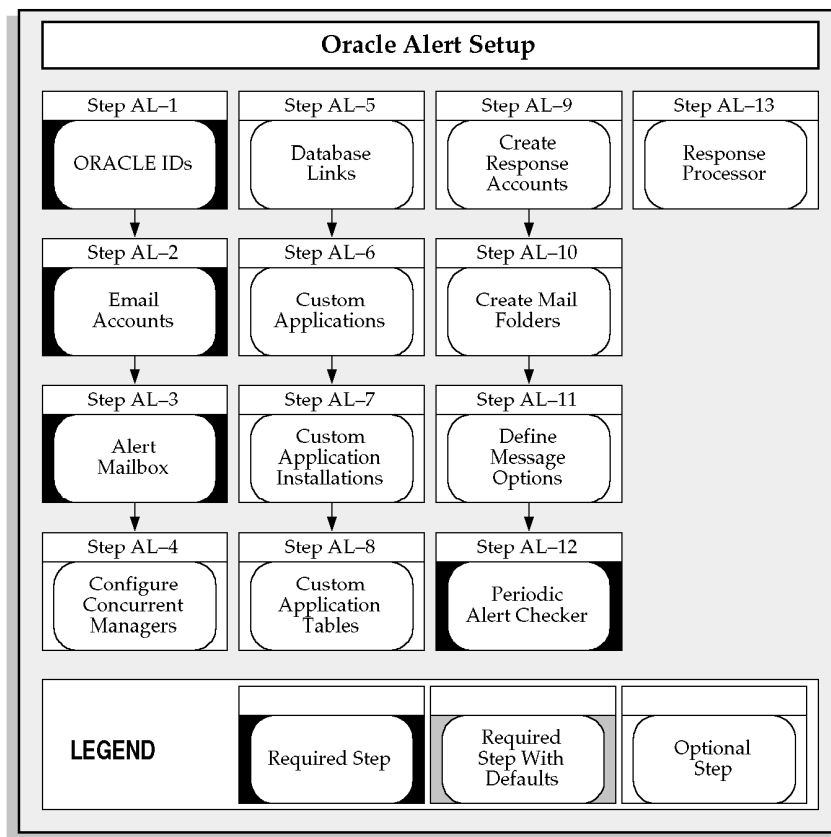 Oracle Alert Setup
Step AL–1
ORACLE IDs
Step AL–2
Email
Accounts
Step AL–3
Alert
Mailbox
Step AL–4
Configure
Concurrent
Managers
Step AL–5
Database
Links
Step AL–6
Custom
Applications
Step AL–7
Custom
Application
Installations
Step AL–8
Custom
Application
Tables
Step AL–9
Create
Response
Accounts
Step AL–10
Create Mail
Folders
Step AL–11
Define
Message
Options
Step AL–12
Periodic
Alert Checker
Step AL–13
Response
Processor
LEGEND
Required Step
Required
Step With
Defaults
Optional
Step